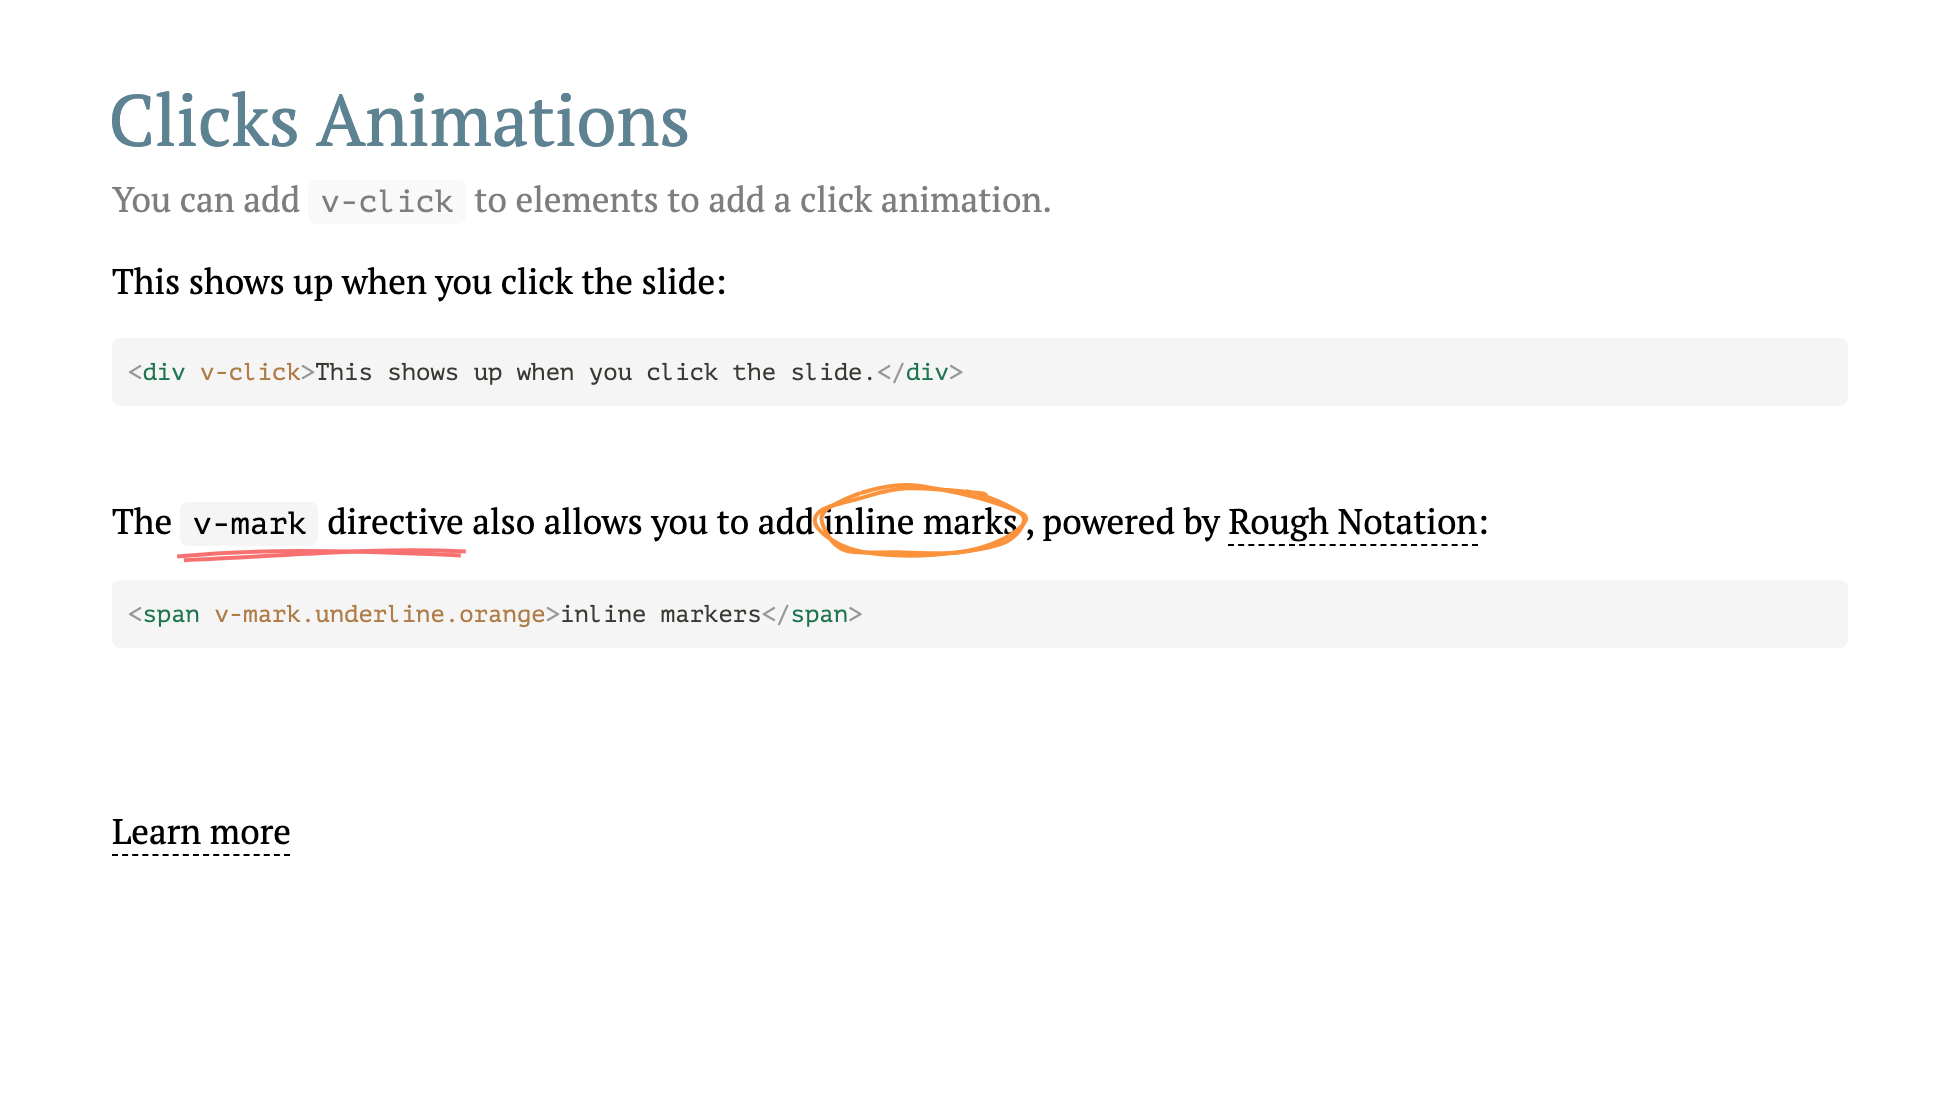 Clicks Animations
You can add v-click to elements to add a click animation.
This shows up when you click the slide:
<div v-click>This shows up when you click the slide.</div>
The v-mark directive also allows you to add inline marks , powered by Rough Notation:
<span v-mark.underline.orange>inline markers</span>
Learn more